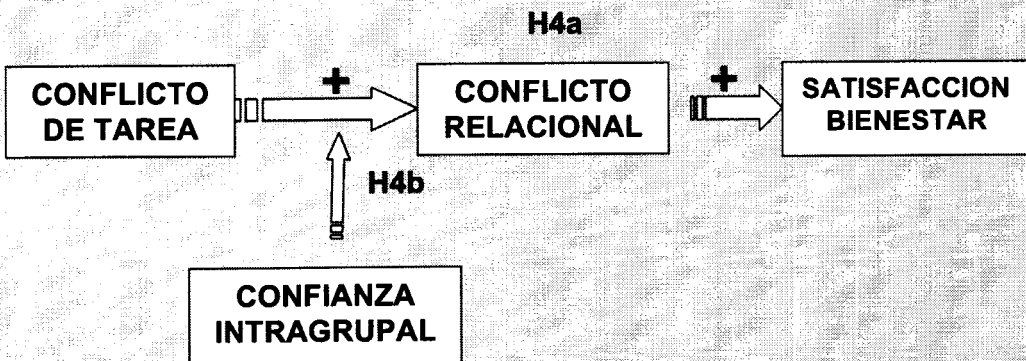 H4a
CONFLICTO
DE TAREA
+
CONFLICTO
RELACIONAL
+
SATISFACCION
BIENESTAR
H4b
CONFIANZA
INTRAGRUPAL